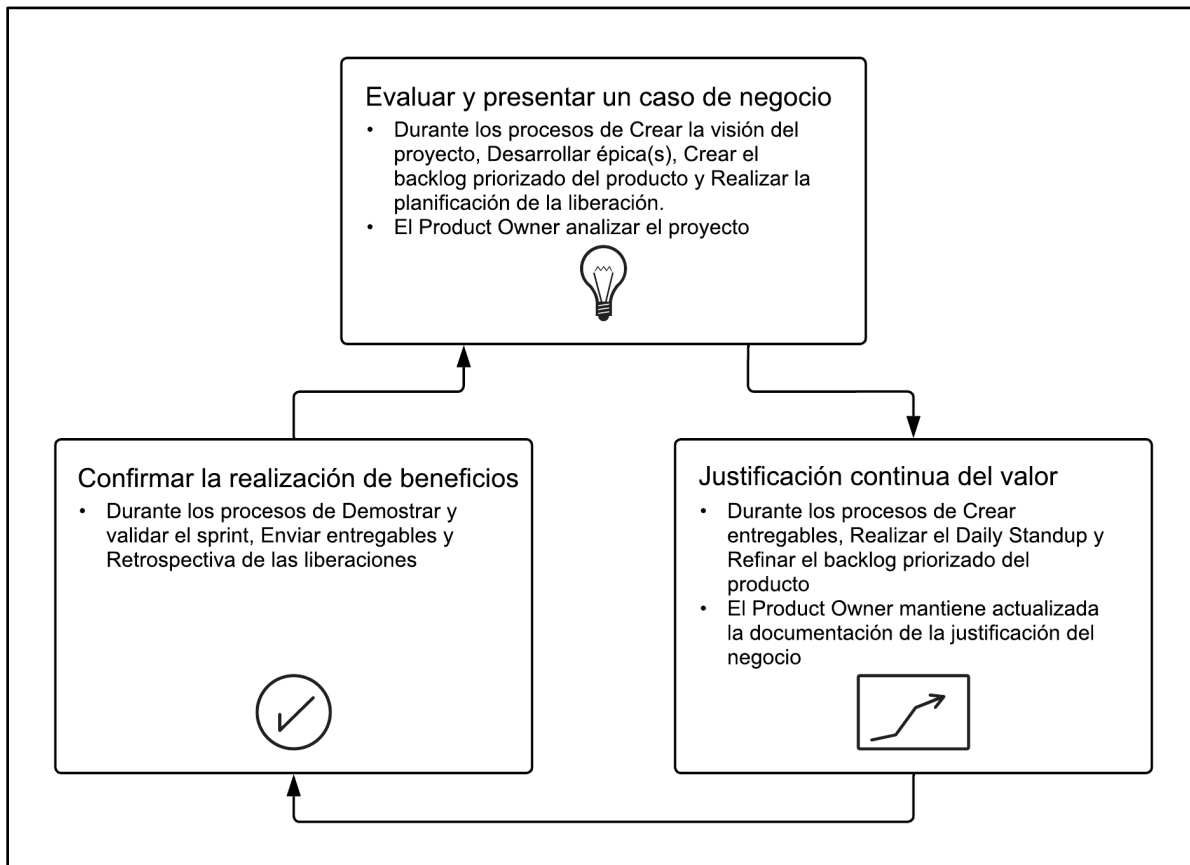 Evaluar y presentar un caso de negocio
• Durante los procesos de Crear la visión del
proyecto, Desarrollar épica(s), Crear el
backlog priorizado del producto y Realizar la
planificación de la liberación.
• El Product Owner analizar el proyecto
Confirmar la realización de beneficios
• Durante los procesos de Demostrar y
validar el sprint, Enviar entregables y
Retrospectiva de las liberaciones
Justificación continua del valor
• Durante los procesos de Crear
entregables, Realizar el Daily Standup y
Refinar el backlog priorizado del
producto
• El Product Owner mantiene actualizada
la documentación de la justificación del
negocio